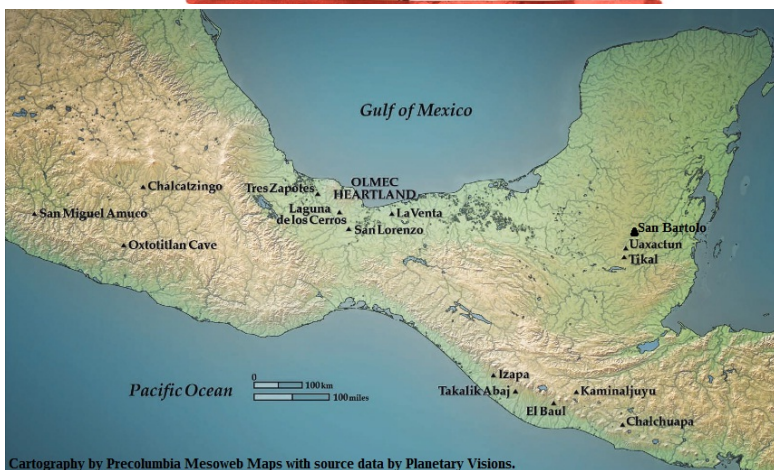 Gulf of Mexico
OLMEC
HEARTLAND
Chalcatzingo
Tres Zapotes
San Miguel Amuco
Laguna
de los Cerros
La Venta
San Lorenzo
Oxtotitlan Cave
San Bartolo
Uaxactun
Tikal
Pacific Ocean
0
100km
100 miles
Izapa
Takalik Abaj
Kaminaljuyu
El Baul
Chalchuapa
Cartography by Precolumbia Mesoweb Maps with source data by Planetary Visions.